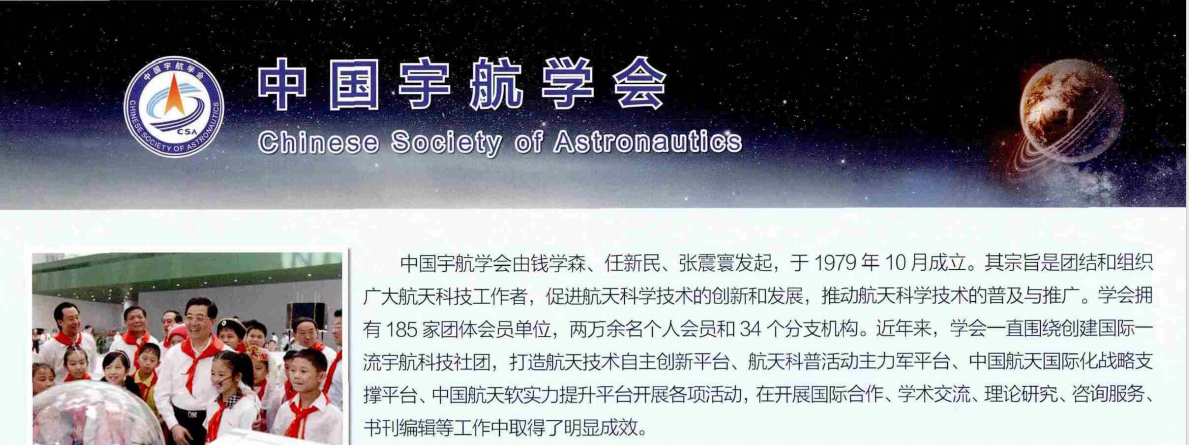 中国宇航学会
CHINESE SOCIETY OF ASTRONAUTICS
CSA
中国宇航学会
Chinese Society of Astronautics
中国宇航学会由钱学森、任新民、张震寰发起，于 1979 年 10 月成立。其宗旨是团结和组织
广大航天科技工作者，促进航天科学技术的创新和发展，推动航天科学技术的普及与推广。学会拥
有 185 家团体会员单位，两万余名个人会员和 34 个分支机构。近年来，学会一直围绕创建国际一
流宇航科技社团，打造航天技术自主创新平台、航天科普活动主力军平台、中国航天国际化战略支
撑平台、中国航天软实力提升平台开展各项活动，在开展国际合作、学术交流、理论研究、咨询服务、
书刊编辑等工作中取得了明显成效。